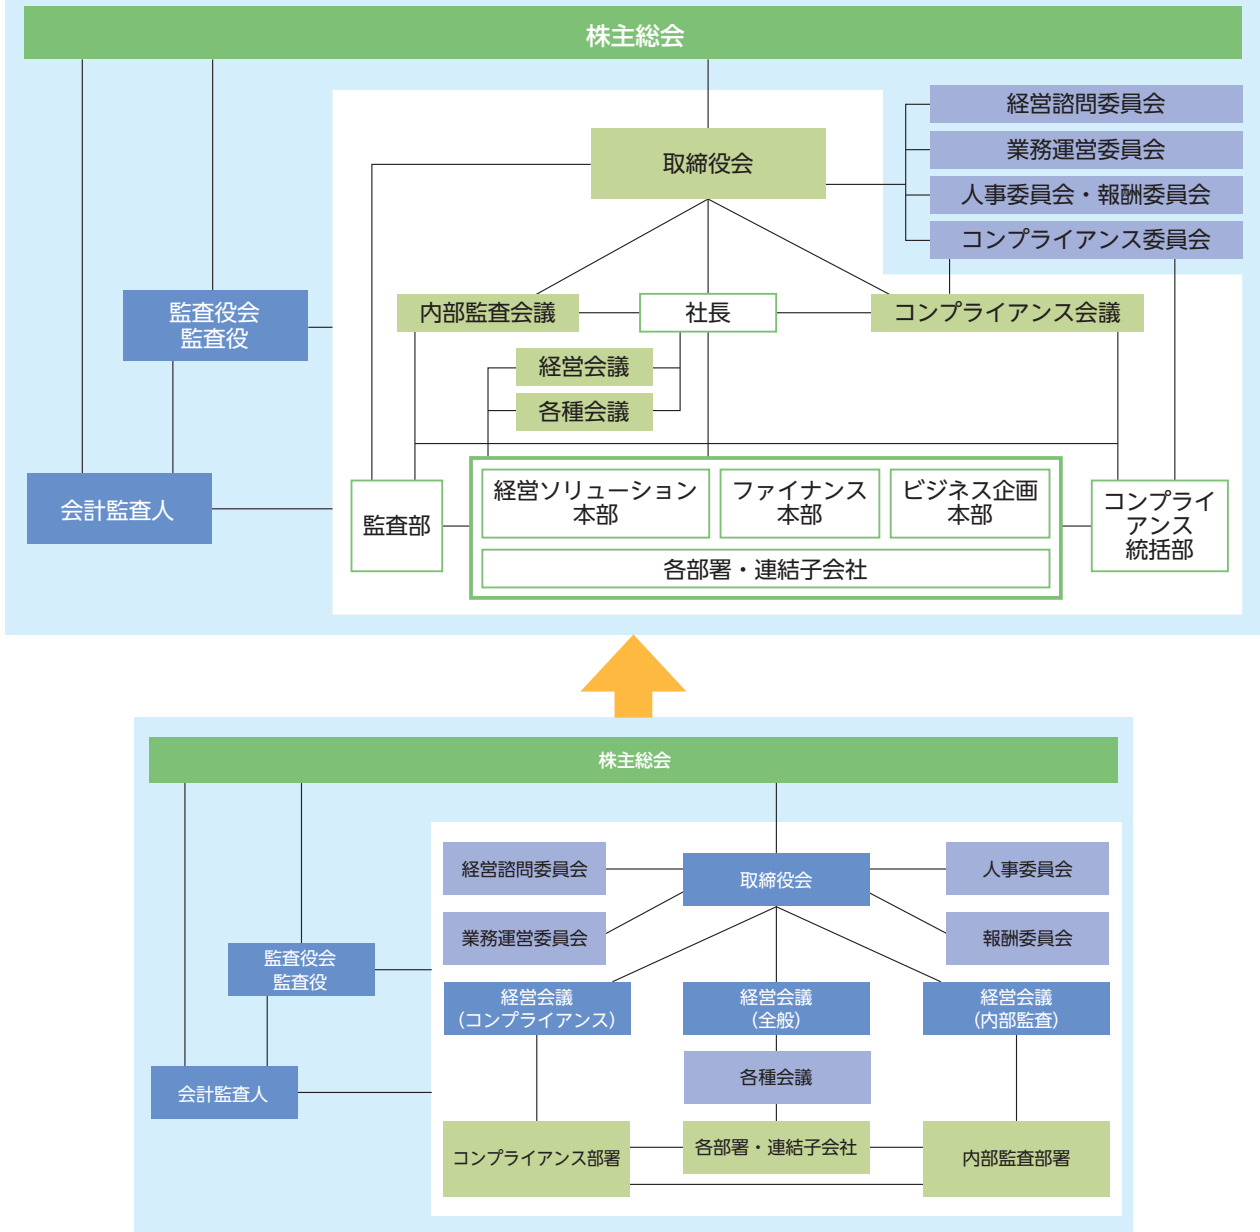 株主総会
経営諮問委員会
業務運営委員会
取締役会
人事委員会・報酬委員会
コンプライアンス委員会
監査役会
監査役
内部監査会議
社長
コンプライアンス会議
経営会議
各種会議
会計監査人
監査部
経営ソリューション
本部
ファイナンス
本部
ビジネス企画
本部
各部署・連結子会社
コンプライ
アンス
統括部
株主総会
経営諮問委員会
取締役会
人事委員会
業務運営委員会
報酬委員会
監査役会
監査役
経営会議
(コンプライアンス)
経営会議
(全般)
経営会議
(内部監査)
各種会議
会計監査人
コンプライアンス部署
各部署・連結子会社
内部監査部署